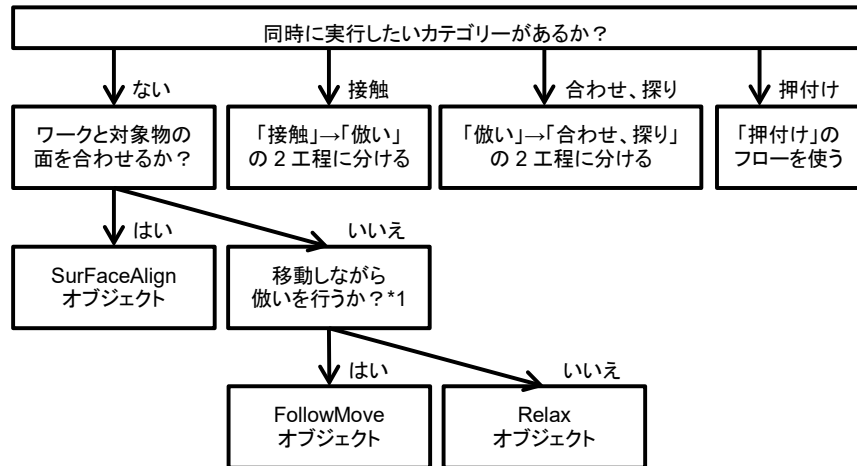 同時に実行したいカテゴリーがあるか？
ない
接触
合わせ、探り
押付け
ワークと対象物の
面を合わせるか？
「接触」→「倣い」
の 2 工程に分ける
「倣い」→「合わせ、探り」
の 2 工程に分ける
「押付け」の
フローを使う
はい
いいえ
SurFaceAlign
オブジェクト
移動しながら
倣いを行うか？*1
はい
いいえ
FollowMove
オブジェクト
Relax
オブジェクト